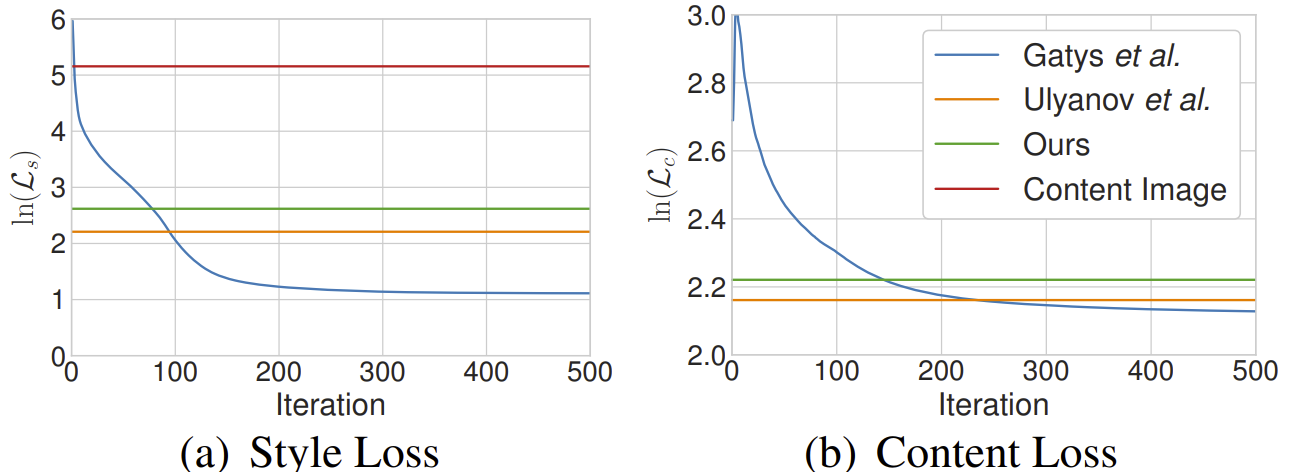 6
5
4
3
2
1
0
ln(ℒₛ)
0 100 200 300 400 500
Iteration
(a) Style Loss
3.0
2.8
2.6
2.4
2.2
2.0
ln(ℒ_c)
Gatys et al.
Ulyanov et al.
Ours
Content Image
0 100 200 300 400 500
Iteration
(b) Content Loss